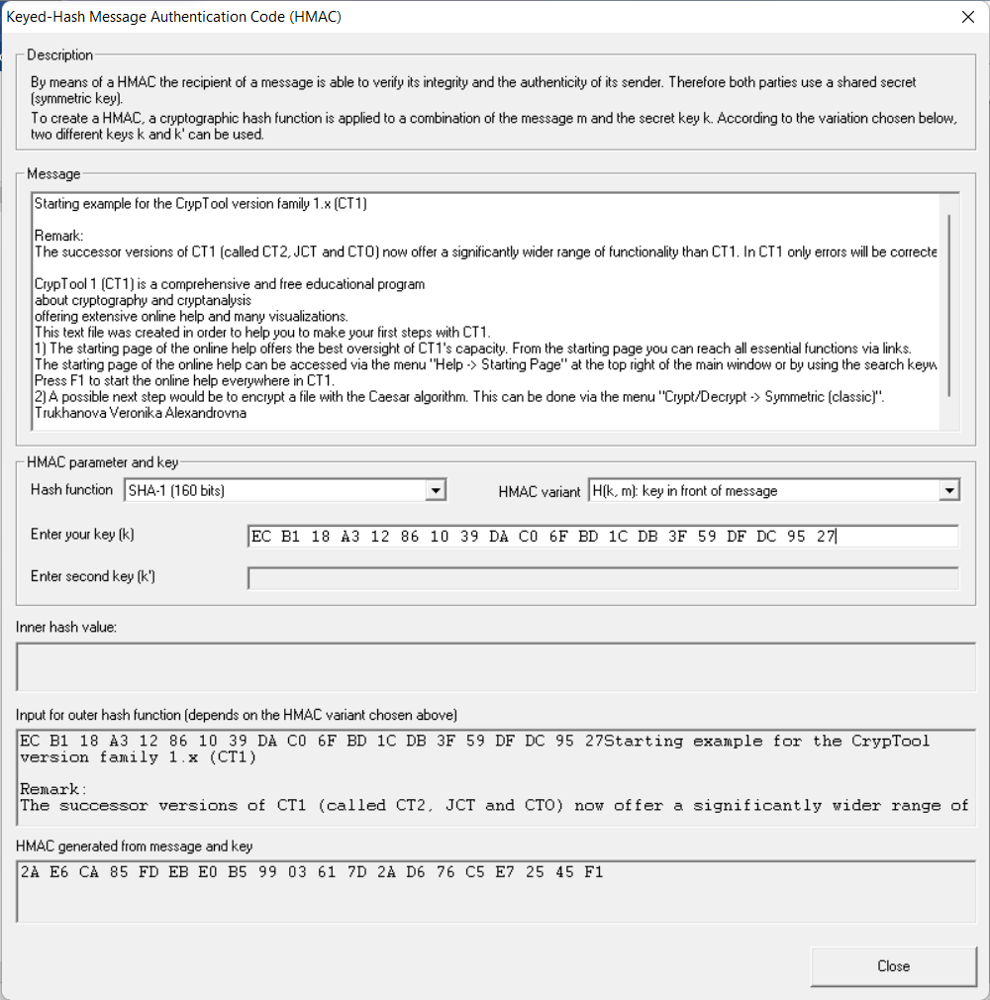 Keyed-Hash Message Authentication Code (HMAC)
Description
By means of a HMAC the recipient of a message is able to verify its integrity and the authenticity of its sender. Therefore both parties use a shared secret
(symmetric key).
To create a HMAC, a cryptographic hash function is applied to a combination of the message m and the secret key k. According to the variation chosen below,
two different keys k and k' can be used.
Message
Starting example for the CrypTool version family 1.x (CT1)
Remark:
The successor versions of CT1 (called CT2, JCT and CTO) now offer a significantly wider range of functionality than CT1. In CT1 only errors will be correcte
CrypTool 1 (CT1) is a comprehensive and free educational program
about cryptography and cryptanalysis
offering extensive online help and many visualizations.
This text file was created in order to help you to make your first steps with CT1.
1) The starting page of the online help offers the best oversight of CT1's capacity. From the starting page you can reach all essential functions via links.
The starting page of the online help can be accessed via the menu "Help -> Starting Page" at the top right of the main window or by using the search keyw
Press F1 to start the online help everywhere in CT1.
2) A possible next step would be to encrypt a file with the Caesar algorithm. This can be done via the menu "Crypt/Decrypt -> Symmetric (classic)".
Trukhanova Veronika Alexandrovna
HMAC parameter and key
Hash function SHA-1 (160 bits) HMAC variant H(k, m): key in front of message
Enter your key (k) EC B1 18 A3 12 86 10 39 DA C0 6F BD 1C DB 3F 59 DF DC 95 27
Enter second key (k')
Inner hash value:
Input for outer hash function (depends on the HMAC variant chosen above)
EC B1 18 A3 12 86 10 39 DA C0 6F BD 1C DB 3F 59 DF DC 95 27Starting example for the CrypTool
version family 1.x (CT1)
Remark:
The successor versions of CT1 (called CT2, JCT and CTO) now offer a significantly wider range of
HMAC generated from message and key
2A E6 CA 85 FD EB E0 B5 99 03 61 7D 2A D6 76 C5 E7 25 45 F1
Close